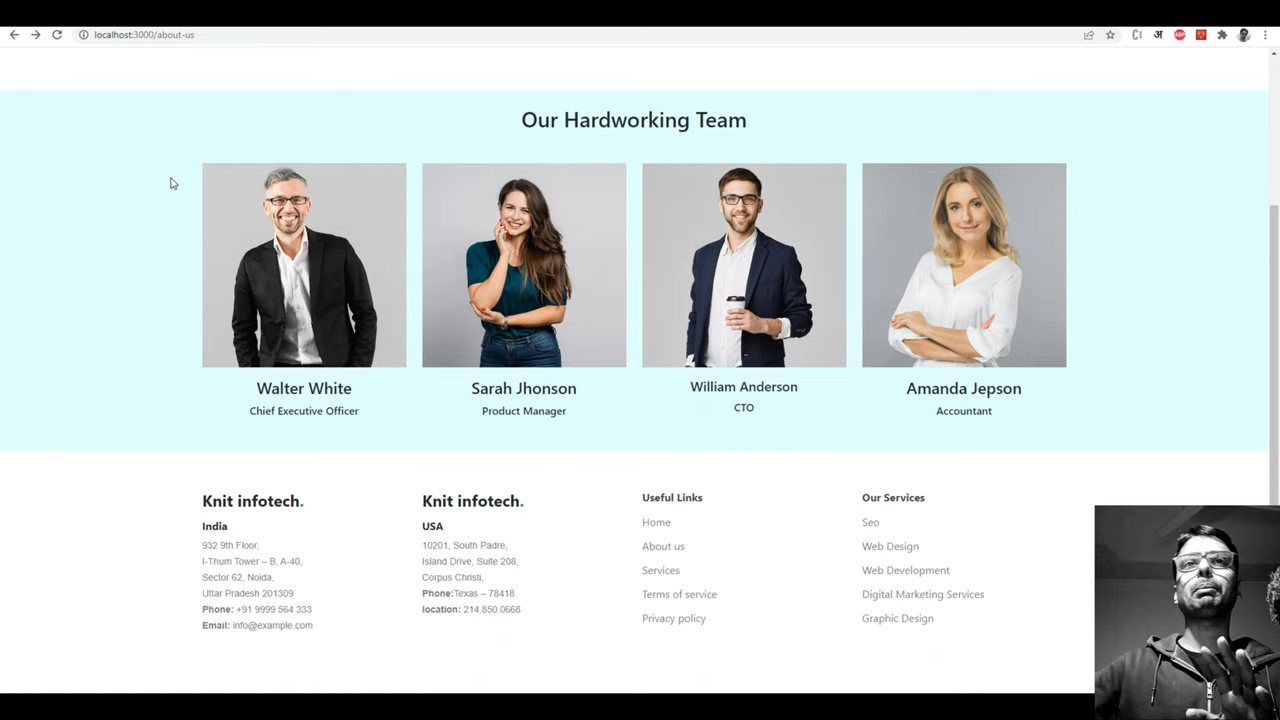 localhost:3000/about-us
अ
ABP
Our Hardworking Team
Walter White
Chief Executive Officer
Sarah Jhonson
Product Manager
William Anderson
CTO
Amanda Jepson
Accountant
Knit infotech.
India
932 9th Floor,
I-Thum Tower – B, A-40,
Sector 62, Noida,
Uttar Pradesh 201309
Phone: +91 9999 564 333
Email: info@example.com
Knit infotech.
USA
10201, South Padre,
Island Drive, Suite 208,
Corpus Christi,
Phone:Texas – 78418
location: 214.850.0668
Useful Links
Home
About us
Services
Terms of service
Privacy policy
Our Services
Seo
Web Design
Web Development
Digital Marketing Services
Graphic Design